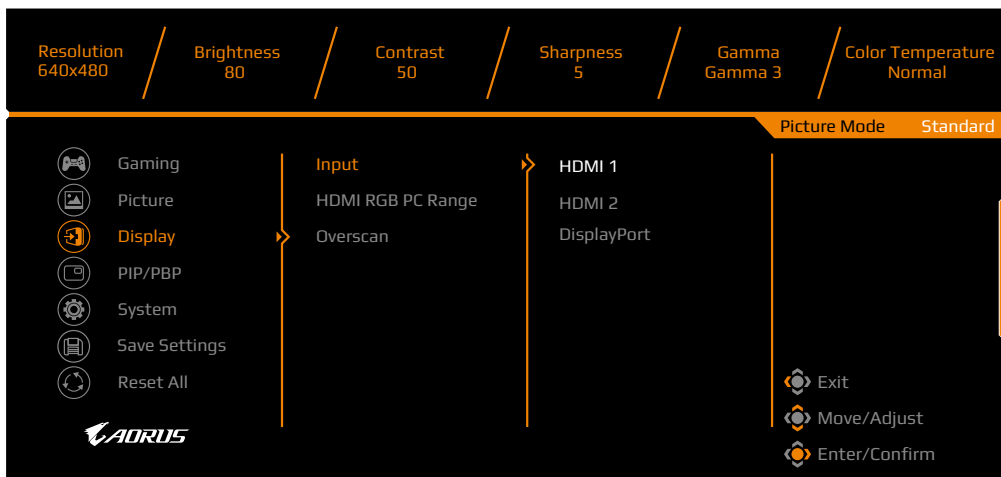 Resolution
640x480
Brightness
80
Contrast
50
Sharpness
5
Gamma
Gamma 3
Color Temperature
Normal
Picture Mode Standard
Gaming
Picture
Display
PIP/PBP
System
Save Settings
Reset All
Input
HDMI RGB PC Range
Overscan
HDMI 1
HDMI 2
DisplayPort
Exit
Move/Adjust
Enter/Confirm
AORUS